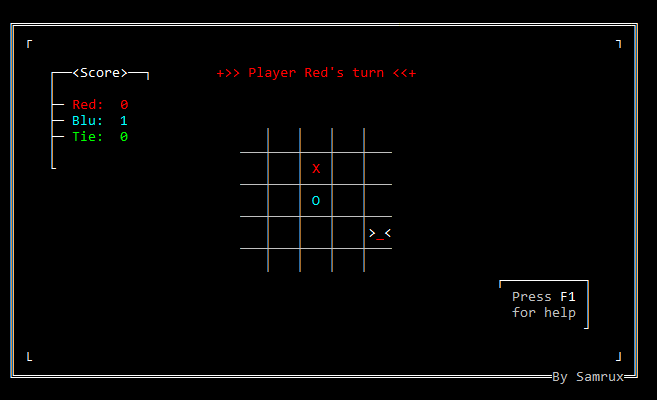 <Score>
+>> Player Red's turn <<+
Red: 0
Blu: 1
Tie: 0
X
O
>_<
Press F1
for help
By Samrux